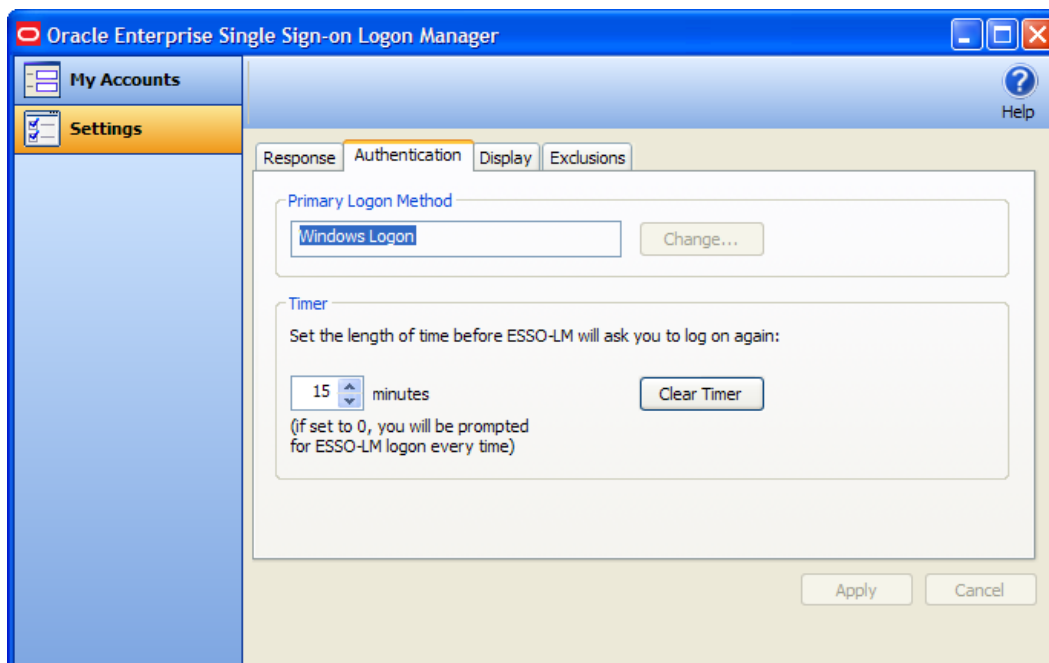 Oracle Enterprise Single Sign-on Logon Manager
My Accounts
Settings
Help
Response Authentication Display Exclusions
Primary Logon Method
Windows Logon Change...
Timer
Set the length of time before ESSO-LM will ask you to log on again:
15 minutes Clear Timer
(if set to 0, you will be prompted
for ESSO-LM logon every time)
Apply Cancel